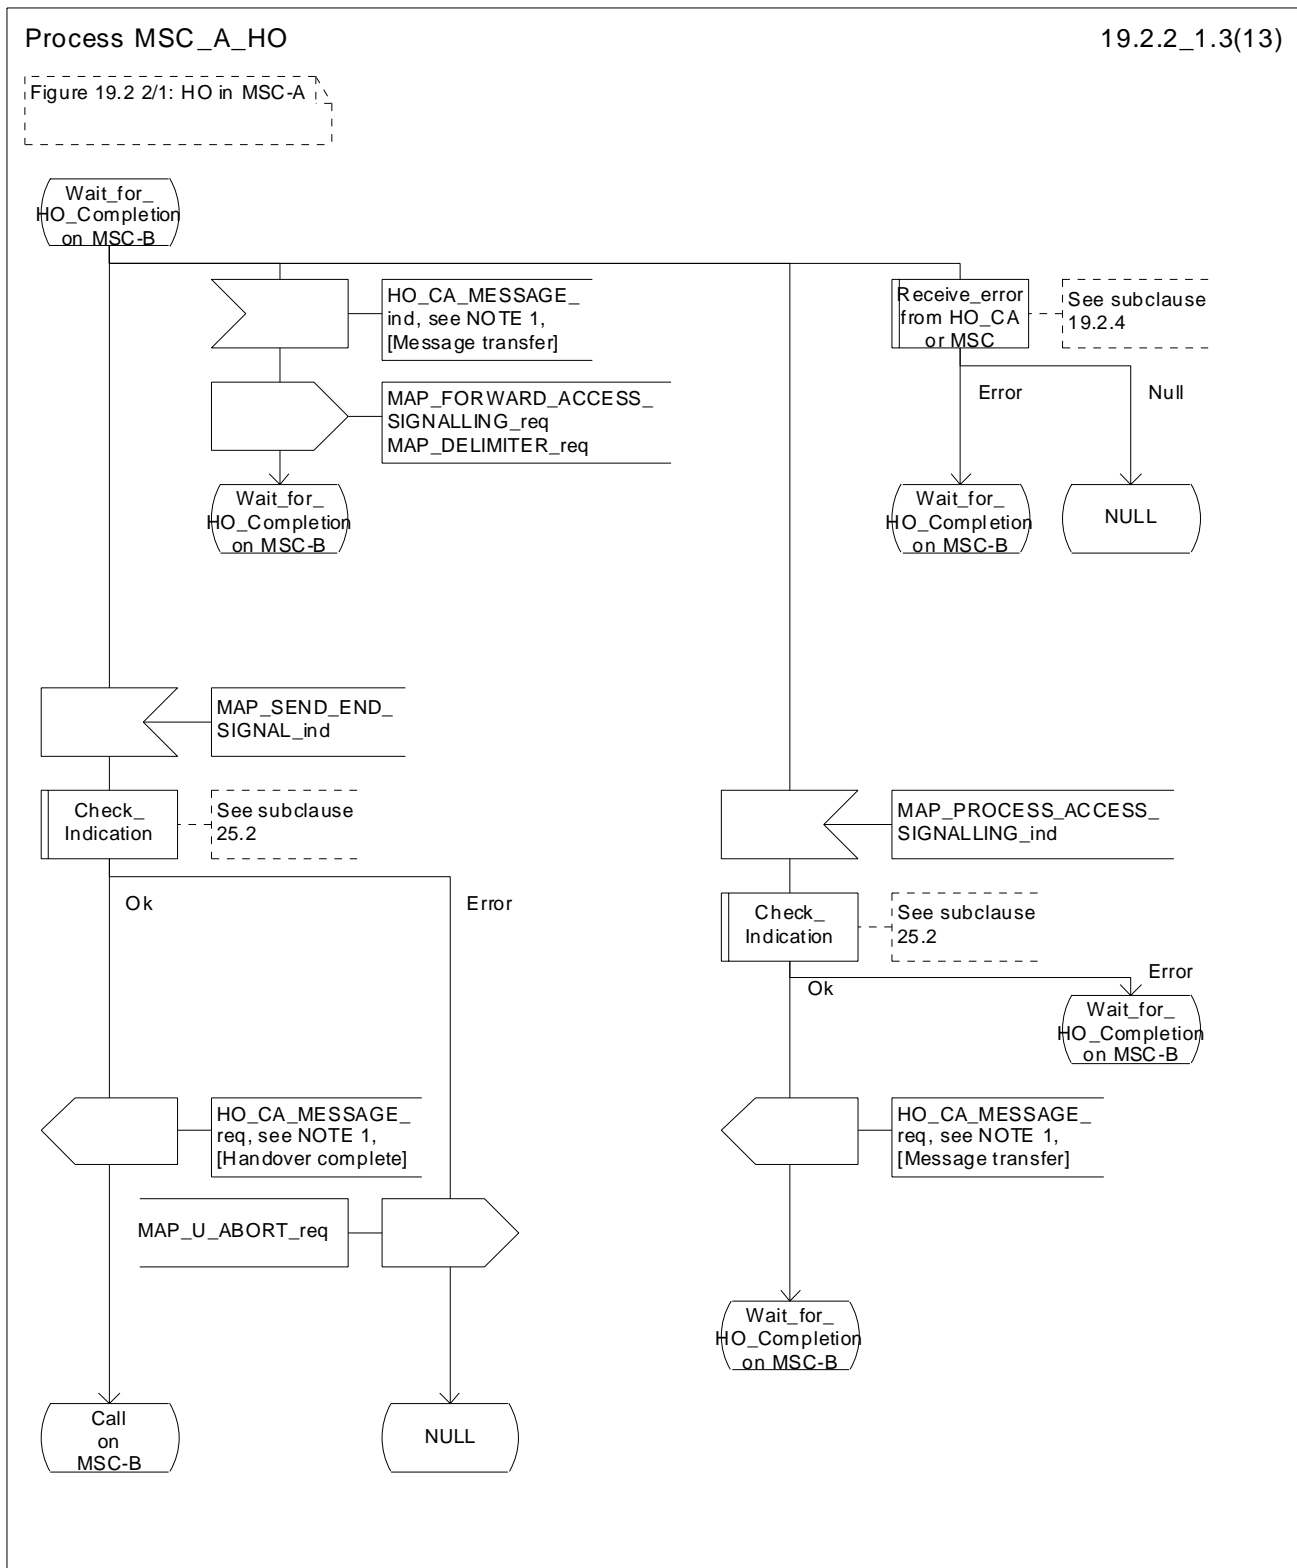 Process MSC_A_HO
19.2.2_1.3(13)
Figure 19.2 2/1: HO in MSC-A
Wait_for_
HO_Completion
on MSC-B
HO_CA_MESSAGE_
ind, see NOTE 1,
[Message transfer]
Receive_error
from HO_CA
or MSC
See subclause
19.2.4
MAP_FORWARD_ACCESS_
SIGNALLING_req
MAP_DELIMITER_req
Error
Null
Wait_for_
HO_Completion
on MSC-B
Wait_for_
HO_Completion
on MSC-B
NULL
MAP_SEND_END_
SIGNAL_ind
Check_
Indication
See subclause
25.2
MAP_PROCESS_ACCESS_
SIGNALLING_ind
Ok
Error
Check_
Indication
See subclause
25.2
Ok
Error
Wait_for_
HO_Completion
on MSC-B
HO_CA_MESSAGE_
req, see NOTE 1,
[Handover complete]
HO_CA_MESSAGE_
req, see NOTE 1,
[Message transfer]
MAP_U_ABORT_req
Wait_for_
HO_Completion
on MSC-B
Call
on
MSC-B
NULL